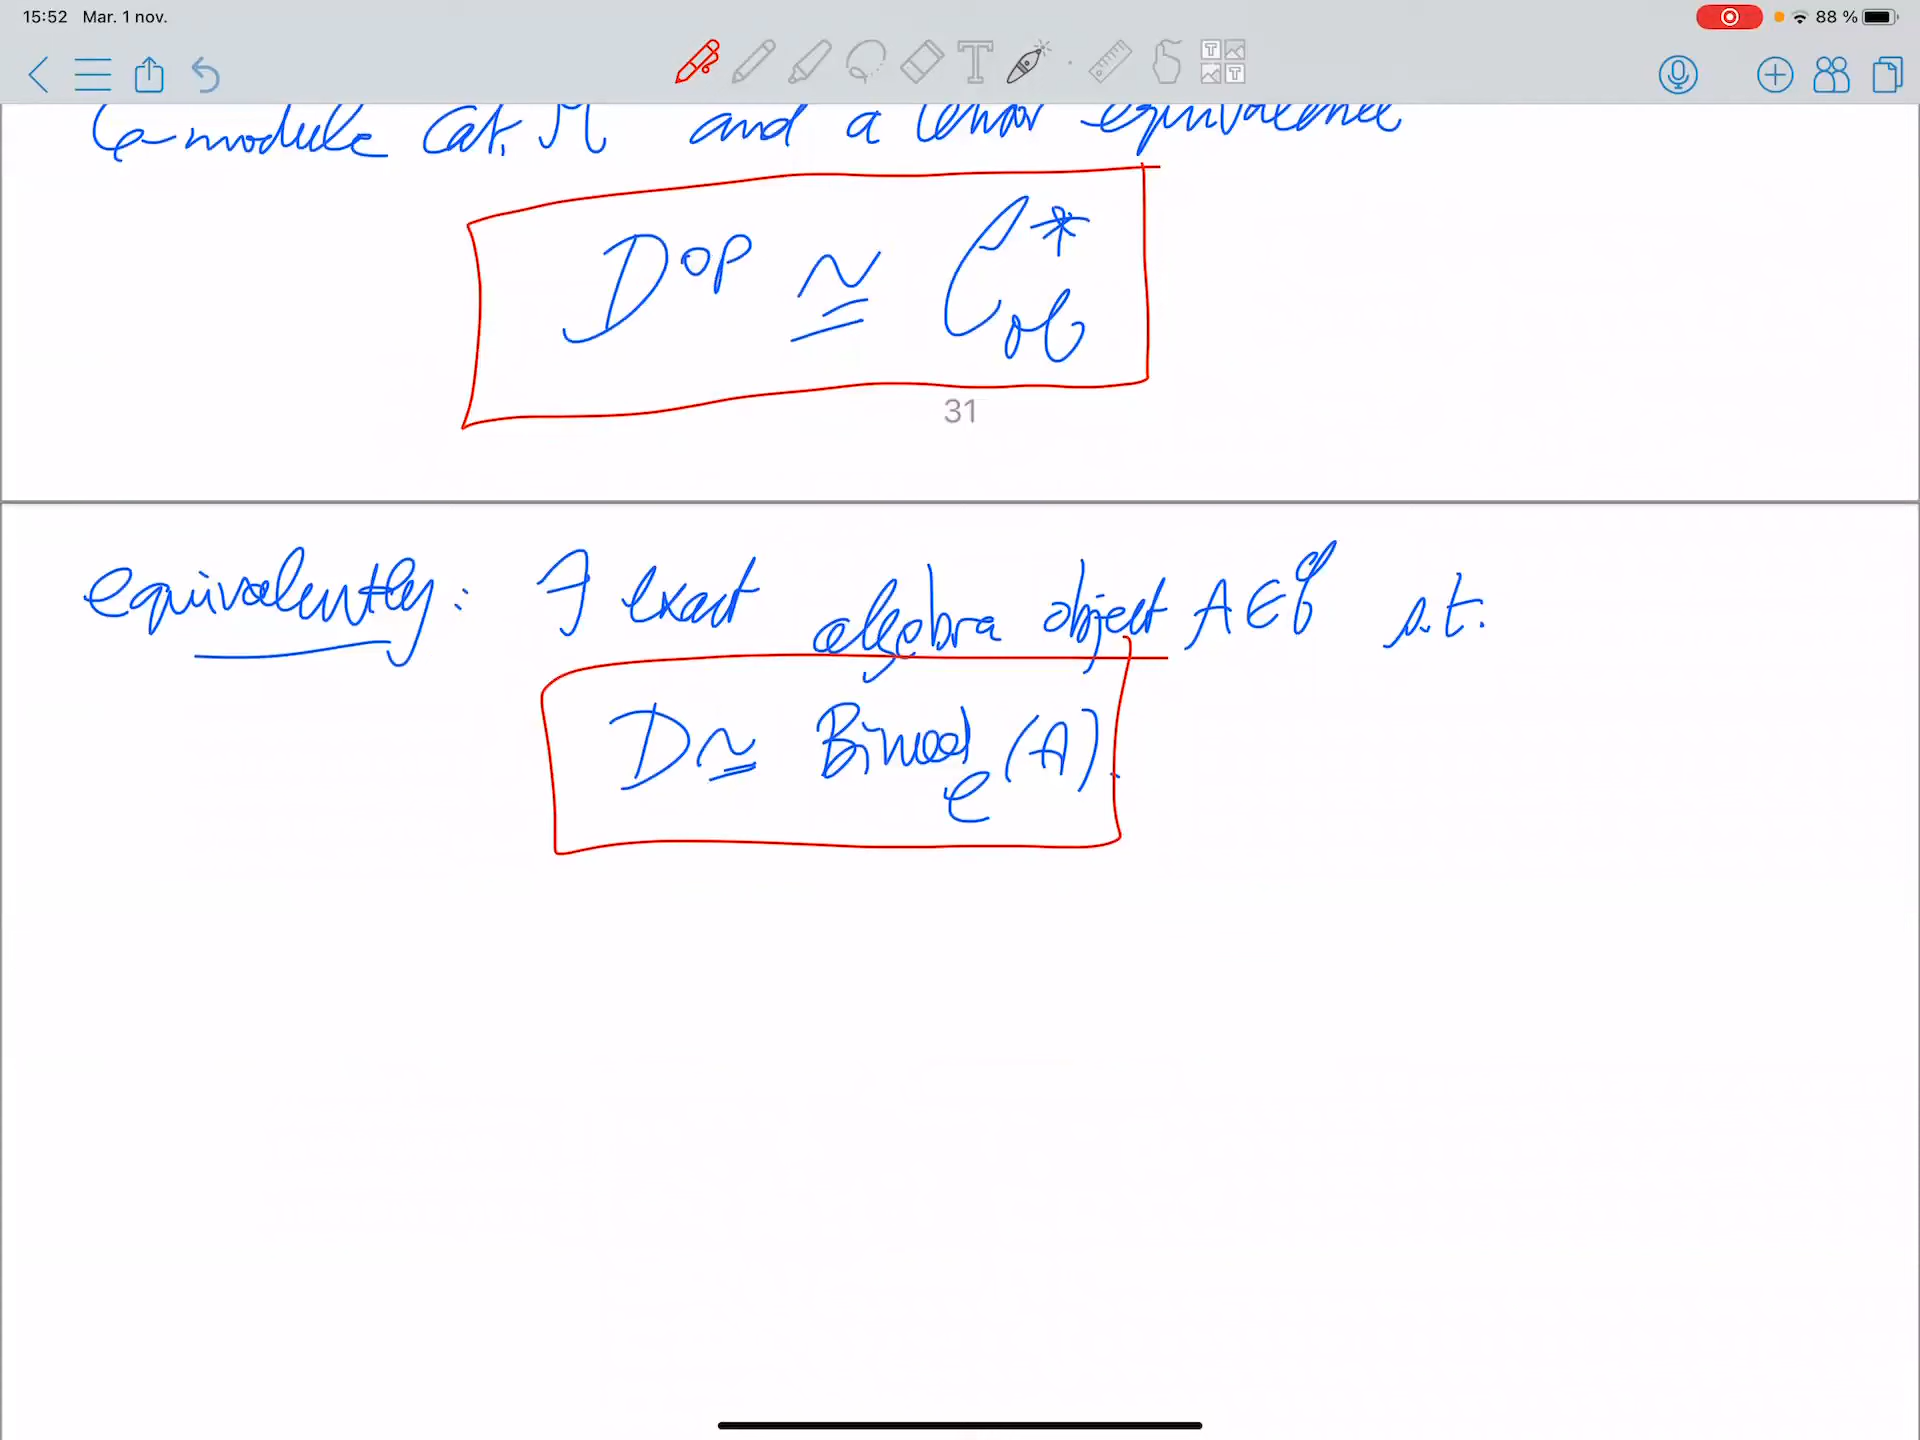 15:52 Mar. 1 nov. 88 %
C-module cat. M and a tensor equivalence
D^op ≅ C*_M
31
equivalently: ∃ exact algebra object A ∈ C s.t.
D ≅ Bimod_C (A).